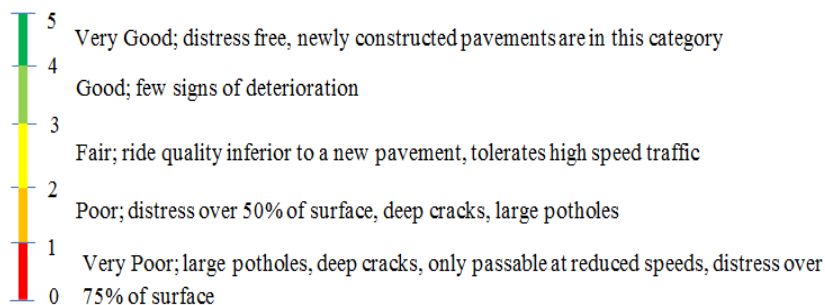 5
Very Good; distress free, newly constructed pavements are in this category
4
Good; few signs of deterioration
3
Fair; ride quality inferior to a new pavement, tolerates high speed traffic
2
Poor; distress over 50% of surface, deep cracks, large potholes
1
Very Poor; large potholes, deep cracks, only passable at reduced speeds, distress over
0 75% of surface